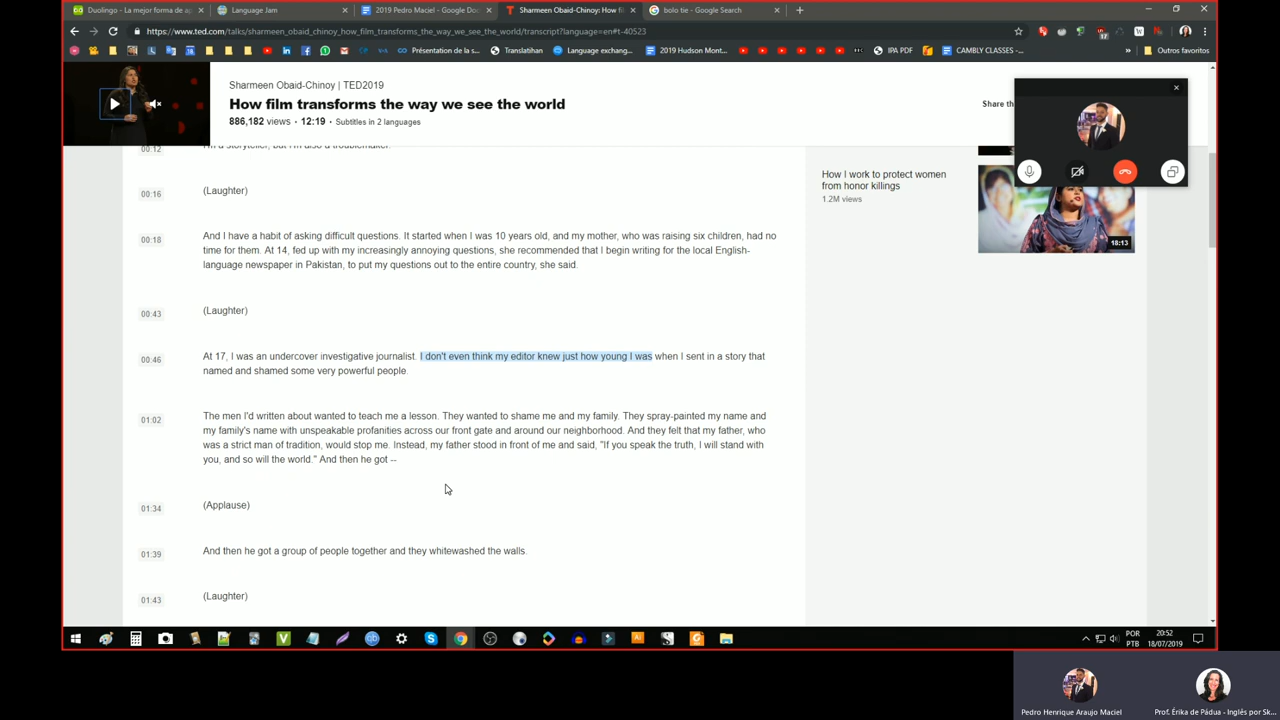 Duolingo - La mejor forma de ap
Language Jam
2019 Pedro Maciel - Google Doc
Sharmeen Obaid-Chinoy: How fil
bolo tie - Google Search
https://www.ted.com/talks/sharmeen_obaid_chinoy_how_film_transforms_the_way_we_see_the_world/transcript?language=en#t-40523
Présentation de la s...
Translatihan
Language exchang...
2019 Hudson Mont...
IPA PDF
CAMBLY CLASSES -...
Outros favoritos
Sharmeen Obaid-Chinoy | TED2019
How film transforms the way we see the world
886,182 views • 12:19 • Subtitles in 2 languages
Share th
00:12 I'm a storyteller, but I'm also a troublemaker.
00:16 (Laughter)
00:18 And I have a habit of asking difficult questions. It started when I was 10 years old, and my mother, who was raising six children, had no
time for them. At 14, fed up with my increasingly annoying questions, she recommended that I begin writing for the local English-
language newspaper in Pakistan, to put my questions out to the entire country, she said.
00:43 (Laughter)
00:46 At 17, I was an undercover investigative journalist. I don't even think my editor knew just how young I was when I sent in a story that
named and shamed some very powerful people.
01:02 The men I'd written about wanted to teach me a lesson. They wanted to shame me and my family. They spray-painted my name and
my family's name with unspeakable profanities across our front gate and around our neighborhood. And they felt that my father, who
was a strict man of tradition, would stop me. Instead, my father stood in front of me and said, "If you speak the truth, I will stand with
you, and so will the world." And then he got --
01:34 (Applause)
01:39 And then he got a group of people together and they whitewashed the walls.
01:43 (Laughter)
How I work to protect women
from honor killings
1.2M views
18:13
POR
PTB
20:52
18/07/2019
Pedro Henrique Araujo Maciel
Prof. Érika de Pádua - Inglês por Sk...